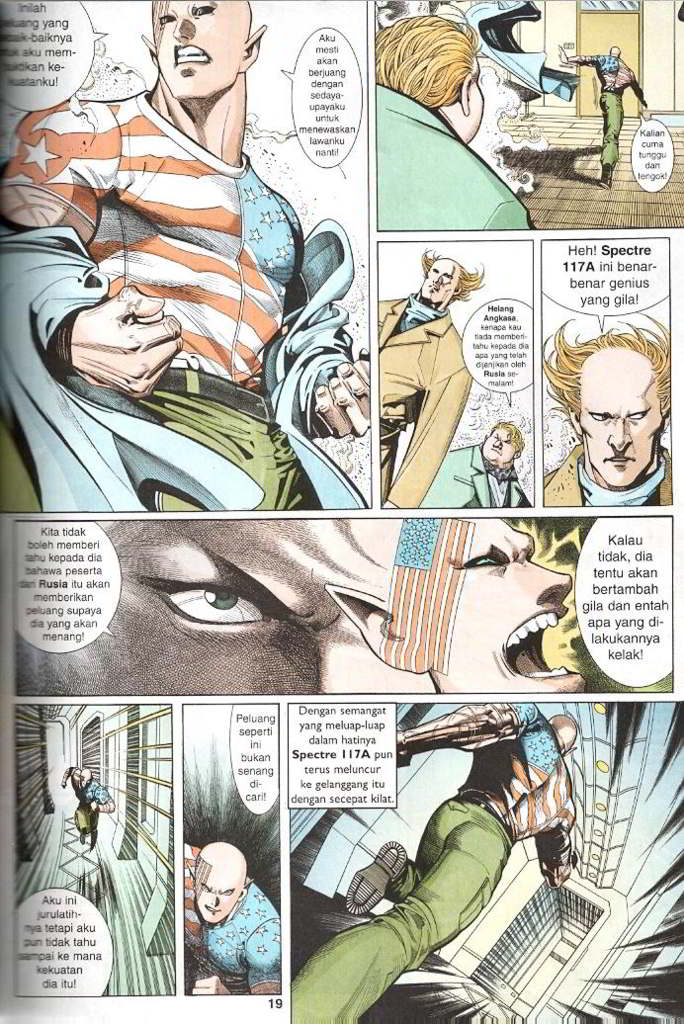 Inilah
peluang yang
baik-baiknya
untuk aku mem-
buktikan ke-
kuatanku!
Aku
mesti
akan
berjuang
dengan
sedaya-
upayaku
untuk
menewaskan
lawanku
nanti!
Kalian
cuma
tunggu
dan
tengok!
Helang
Angkasa,
kenapa kau
tiada memberi-
tahu kepada dia
apa yang telah
dijanjikan oleh
Rusia se-
malam!
Heh! Spectre
117A ini benar-
benar genius
yang gila!
Kita tidak
boleh memberi
tahu kepada dia
bahawa peserta
dari Rusia itu akan
memberikan
peluang supaya
dia yang akan
menang!
Kalau
tidak, dia
tentu akan
bertambah
gila dan entah
apa yang di-
lakukannya
kelak!
Aku ini
jurulatih-
nya tetapi aku
pun tidak tahu
sampai ke mana
kekuatan
dia itu!
Peluang
seperti
ini
bukan
senang
di-
cari!
Dengan semangat
yang meluap-luap
dalam hatinya
Spectre 117A pun
terus meluncur
ke gelanggang itu
dengan secepat kilat.
19